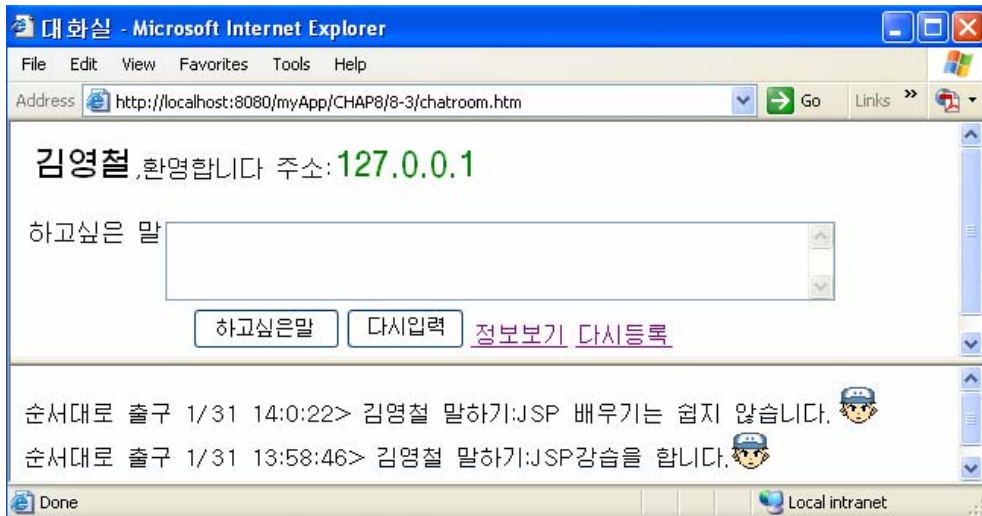 대화실 - Microsoft Internet Explorer
File Edit View Favorites Tools Help
Address http://localhost:8080/myApp/CHAP8/8-3/chatroom.htm Go Links »
김영철,환영합니다 주소:127.0.0.1
하고싶은 말
하고싶은말 다시입력 정보보기 다시등록
순서대로 출구 1/31 14:0:22> 김영철 말하기:JSP 배우기는 쉽지 않습니다.
순서대로 출구 1/31 13:58:46> 김영철 말하기:JSP강습을 합니다.
Done Local intranet